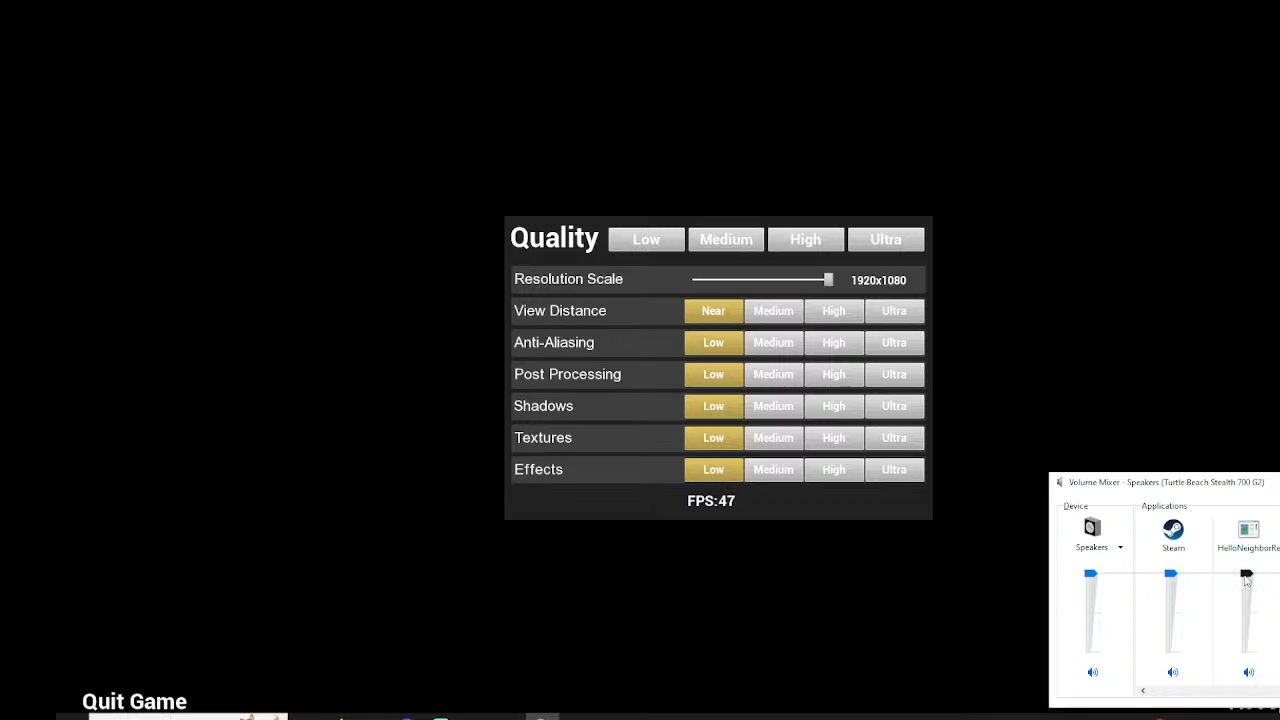 Quality Low Medium High Ultra
Resolution Scale 1920x1080
View Distance Near Medium High Ultra
Anti-Aliasing Low Medium High Ultra
Post Processing Low Medium High Ultra
Shadows Low Medium High Ultra
Textures Low Medium High Ultra
Effects Low Medium High Ultra
FPS:47
Volume Mixer - Speakers (Turtle Beach Stealth 700 G2)
Device Applications
Speakers Steam HelloNeighborRe
Quit Game